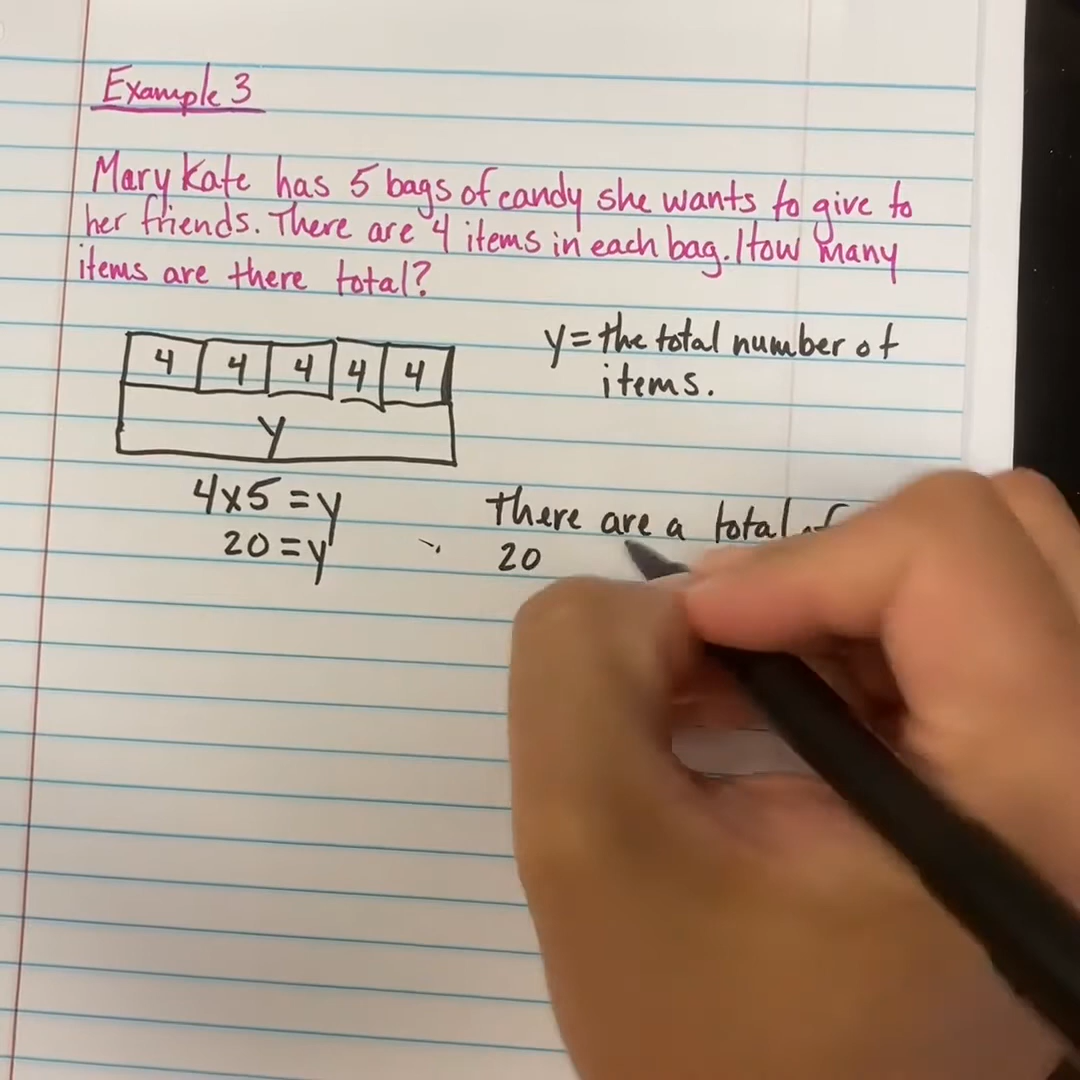 Example 3
Mary Kate has 5 bags of candy she wants to give to
her friends. There are 4 items in each bag. How many
items are there total?
4 4 4 4 4
y
y = the total number of
items.
4x5 = y
20 = y
There are a total of
20